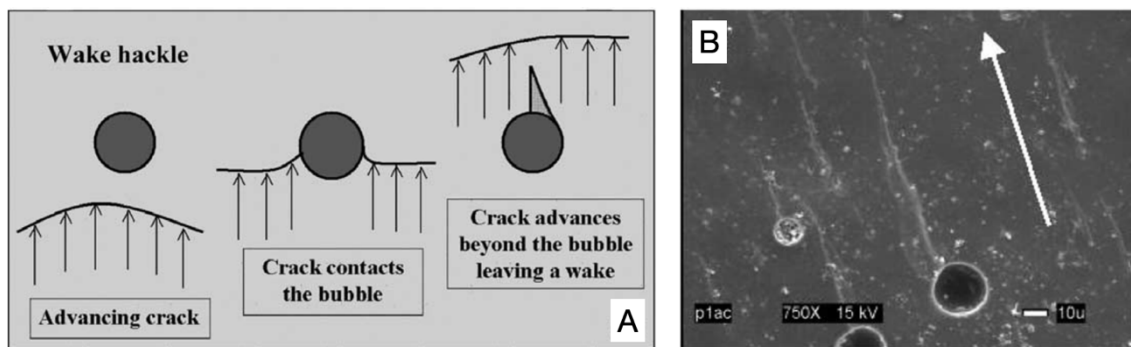 Wake hackle
Advancing crack
Crack contacts
the bubble
Crack advances
beyond the bubble
leaving a wake
A
B
p1ac 750X 15 kV 10u